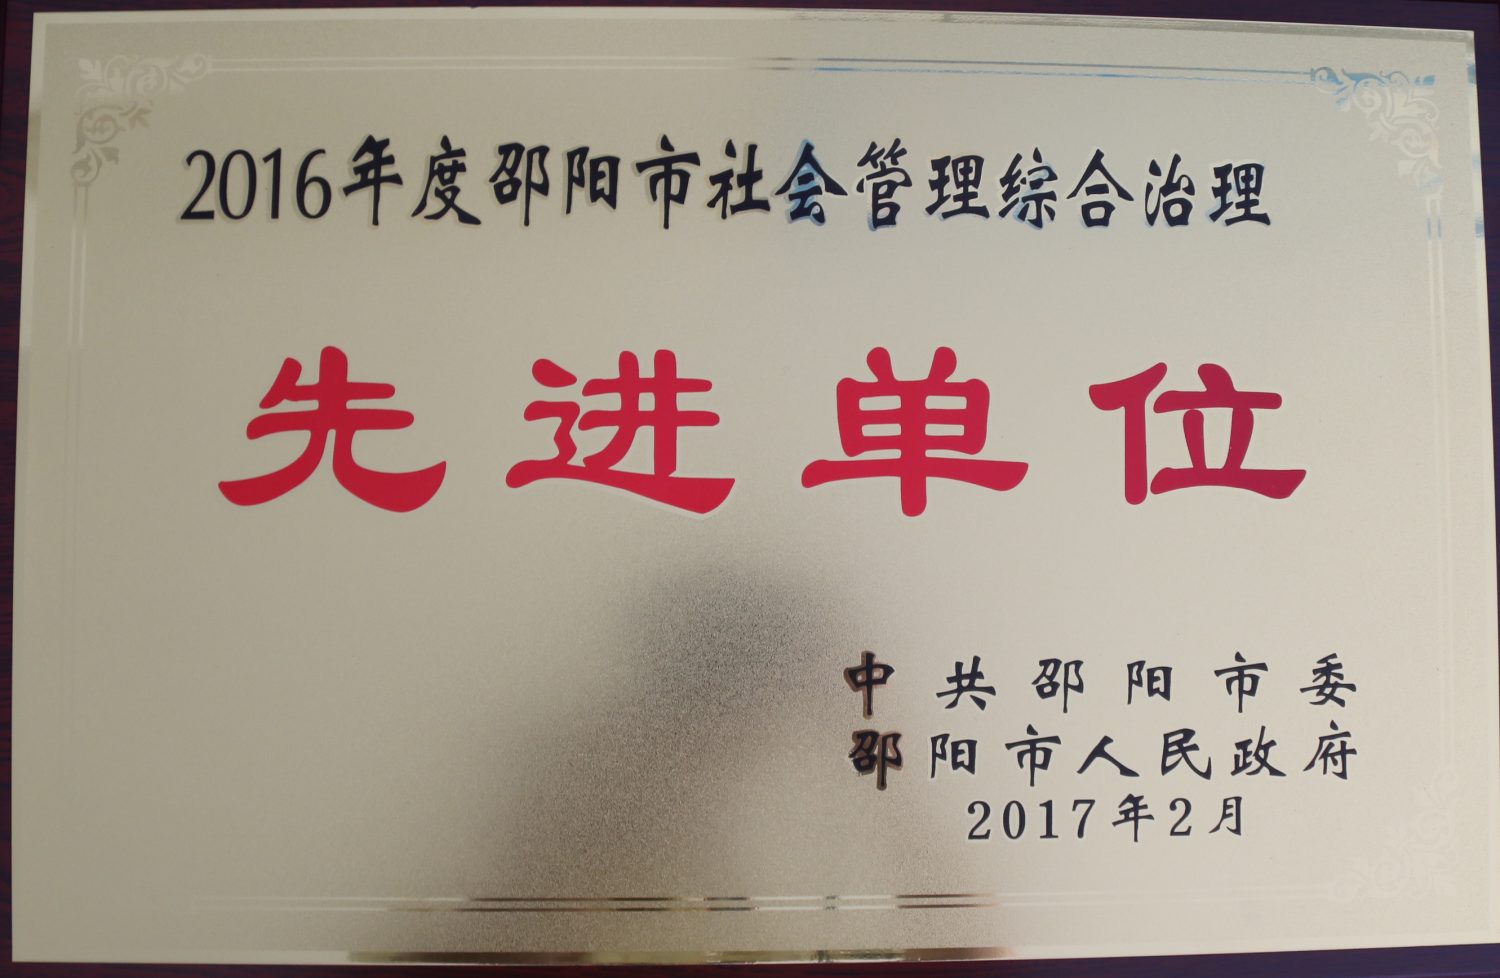 2016年度邵阳市社会管理综合治理
先进单位
中共邵阳市委
邵阳市人民政府
2017年2月